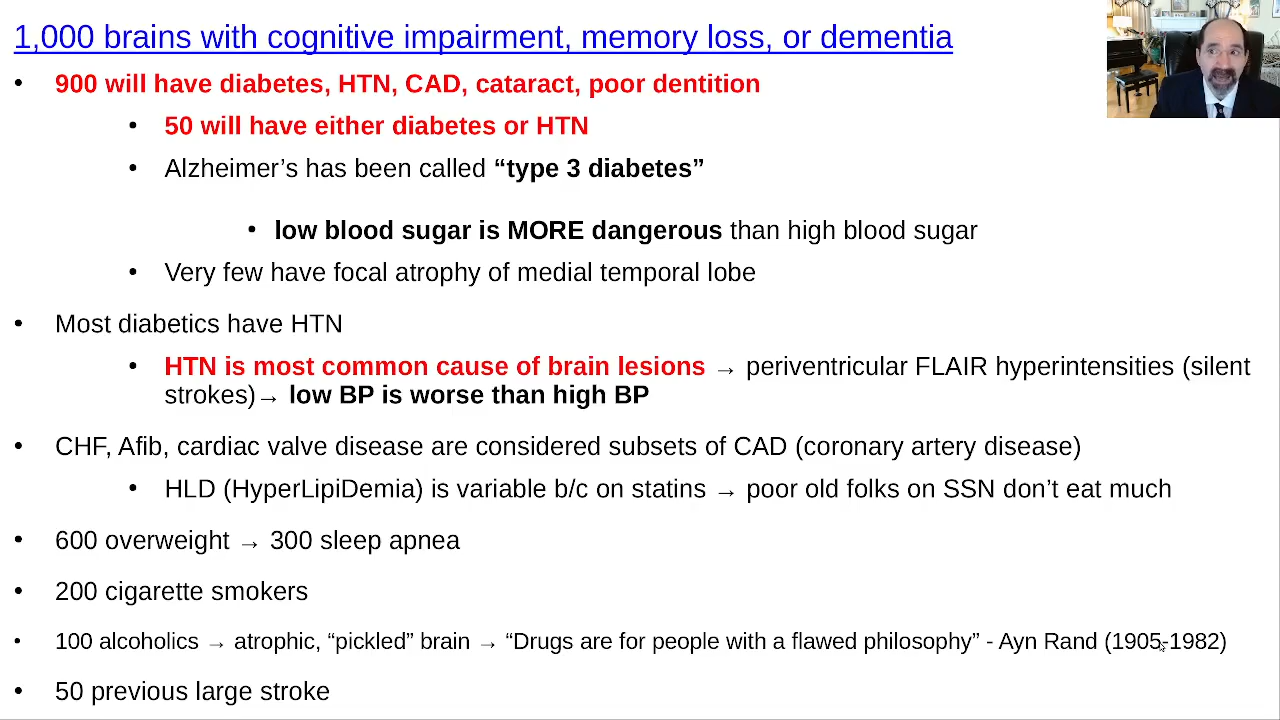 1,000 brains with cognitive impairment, memory loss, or dementia
• 900 will have diabetes, HTN, CAD, cataract, poor dentition
• 50 will have either diabetes or HTN
• Alzheimer’s has been called “type 3 diabetes”
• low blood sugar is MORE dangerous than high blood sugar
• Very few have focal atrophy of medial temporal lobe
• Most diabetics have HTN
• HTN is most common cause of brain lesions → periventricular FLAIR hyperintensities (silent
strokes)→ low BP is worse than high BP
• CHF, Afib, cardiac valve disease are considered subsets of CAD (coronary artery disease)
• HLD (HyperLipiDemia) is variable b/c on statins → poor old folks on SSN don’t eat much
• 600 overweight → 300 sleep apnea
• 200 cigarette smokers
• 100 alcoholics → atrophic, “pickled” brain → “Drugs are for people with a flawed philosophy” - Ayn Rand (1905-1982)
• 50 previous large stroke